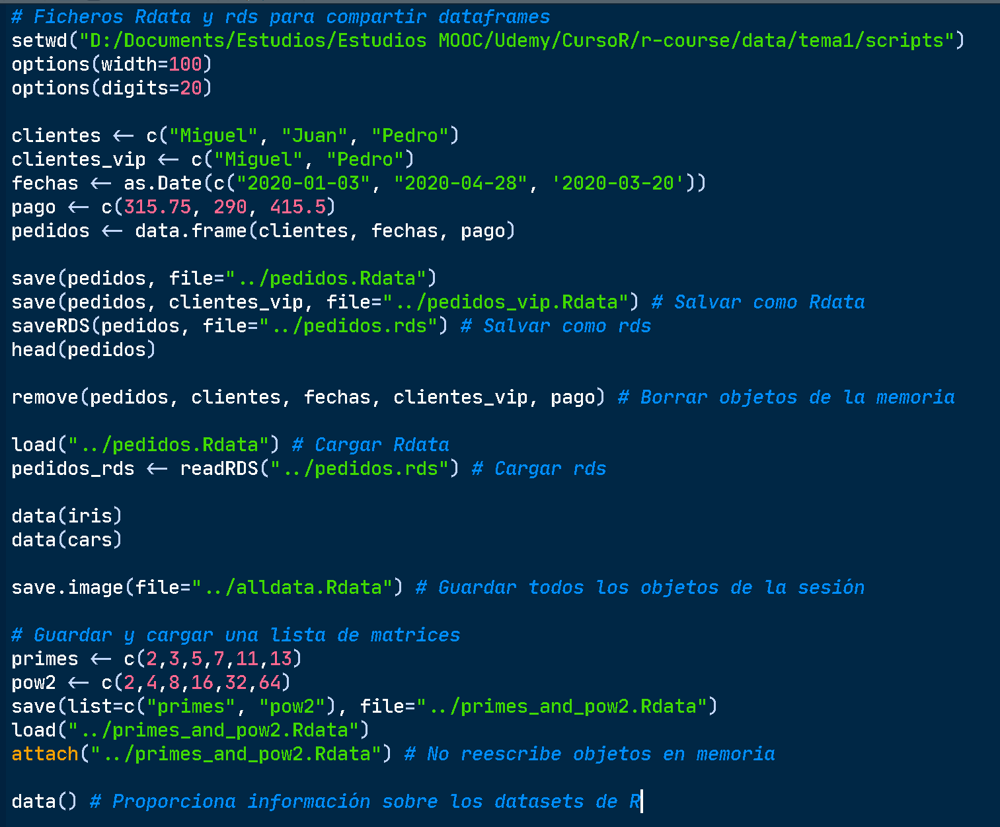 # Ficheros Rdata y rds para compartir dataframes
setwd("D:/Documents/Estudios/Estudios MOOC/Udemy/CursoR/r-course/data/tema1/scripts")
options(width=100)
options(digits=20)
clientes <- c("Miguel", "Juan", "Pedro")
clientes_vip <- c("Miguel", "Pedro")
fechas <- as.Date(c("2020-01-03", "2020-04-28", '2020-03-20'))
pago <- c(315.75, 290, 415.5)
pedidos <- data.frame(clientes, fechas, pago)
save(pedidos, file="../pedidos.Rdata")
save(pedidos, clientes_vip, file="../pedidos_vip.Rdata") # Salvar como Rdata
saveRDS(pedidos, file="../pedidos.rds") # Salvar como rds
head(pedidos)
remove(pedidos, clientes, fechas, clientes_vip, pago) # Borrar objetos de la memoria
load("../pedidos.Rdata") # Cargar Rdata
pedidos_rds <- readRDS("../pedidos.rds") # Cargar rds
data(iris)
data(cars)
save.image(file="../alldata.Rdata") # Guardar todos los objetos de la sesión
# Guardar y cargar una lista de matrices
primes <- c(2,3,5,7,11,13)
pow2 <- c(2,4,8,16,32,64)
save(list=c("primes", "pow2"), file="../primes_and_pow2.Rdata")
load("../primes_and_pow2.Rdata")
attach("../primes_and_pow2.Rdata") # No reescribe objetos en memoria
data() # Proporciona información sobre los datasets de R